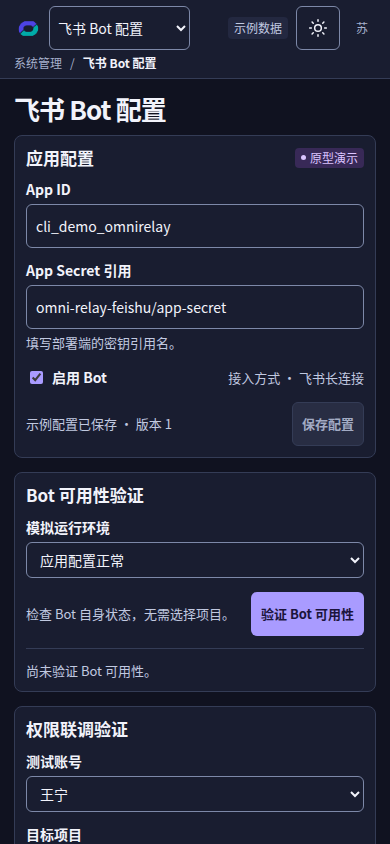 飞书 Bot 配置
示例数据
苏
系统管理 / 飞书 Bot 配置
飞书 Bot 配置
应用配置
原型演示
App ID
cli_demo_omnirelay
App Secret 引用
omni-relay-feishu/app-secret
填写部署端的密钥引用名。
启用 Bot
接入方式 · 飞书长连接
示例配置已保存 · 版本 1
保存配置
Bot 可用性验证
模拟运行环境
应用配置正常
检查 Bot 自身状态，无需选择项目。
验证 Bot 可用性
尚未验证 Bot 可用性。
权限联调验证
测试账号
王宁
目标项目